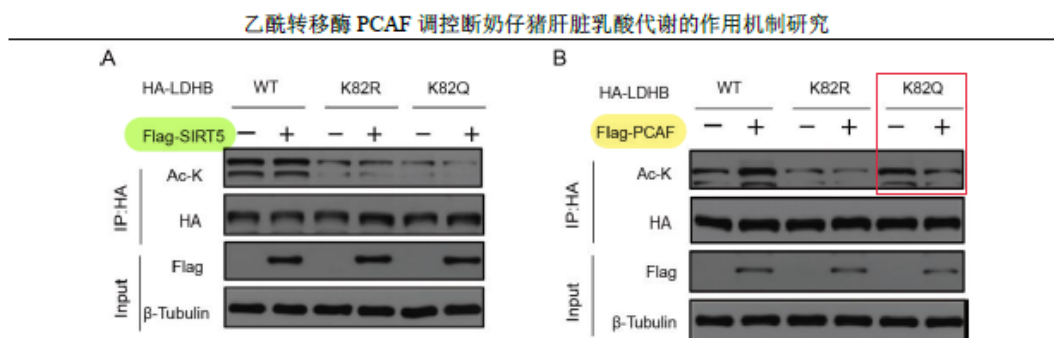 乙酰转移酶 PCAF 调控断奶仔猪肝脏乳酸代谢的作用机制研究
A
HA-LDHB WT K82R K82Q
Flag-SIRT5 − + − + − +
IP:HA
Ac-K
HA
Input
Flag
β-Tubulin
B
HA-LDHB WT K82R K82Q
Flag-PCAF − + − + − +
IP:HA
Ac-K
HA
Input
Flag
β-Tubulin